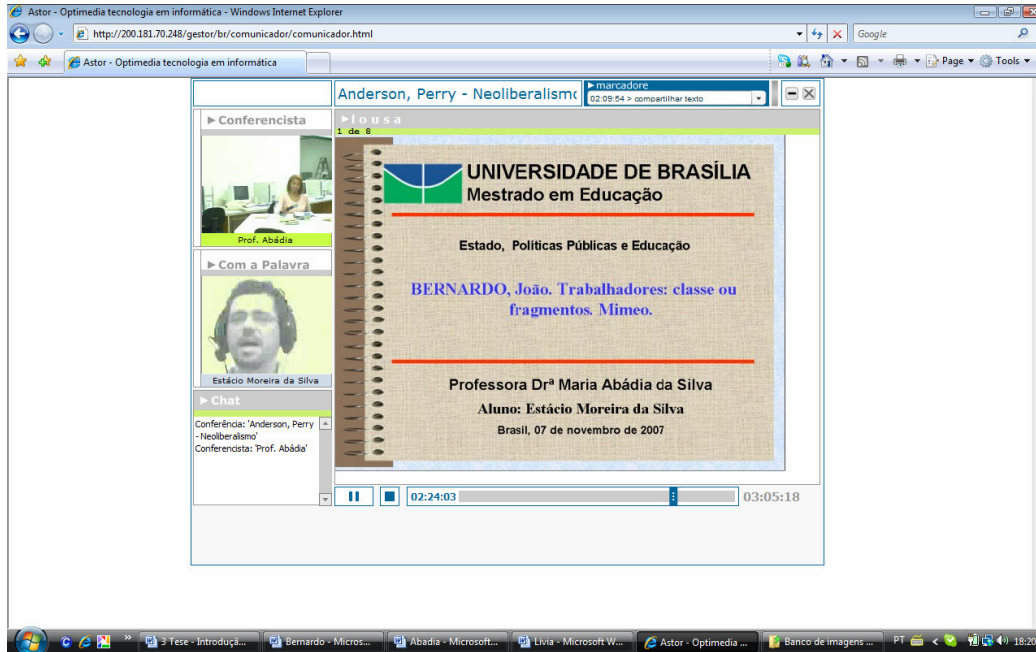 Astor - Optimedia tecnologia em informática - Windows Internet Explorer
http://200.181.70.248/gestor/br/comunicador/comunicador.html
Google
Astor - Optimedia tecnologia em informática
Page
Tools
Anderson, Perry - Neoliberalismo
marcadore
02:09:54 > compartilhar texto
Conferencista
Prof. Abádia
Com a Palavra
Estácio Moreira da Silva
Chat
Conferência: 'Anderson, Perry
- Neoliberalismo'
Conferencista: 'Prof. Abádia'
lousa
1 de 8
UNIVERSIDADE DE BRASÍLIA
Mestrado em Educação
Estado, Políticas Públicas e Educação
BERNARDO, João. Trabalhadores: classe ou
fragmentos. Mimeo.
Professora Drª Maria Abádia da Silva
Aluno: Estácio Moreira da Silva
Brasil, 07 de novembro de 2007
02:24:03
03:05:18
3 Tese - Introduçã...
Bernardo - Micros...
Abadia - Microsoft...
Livia - Microsoft W...
Astor - Optimedia ...
Banco de imagens ...
PT
18:20